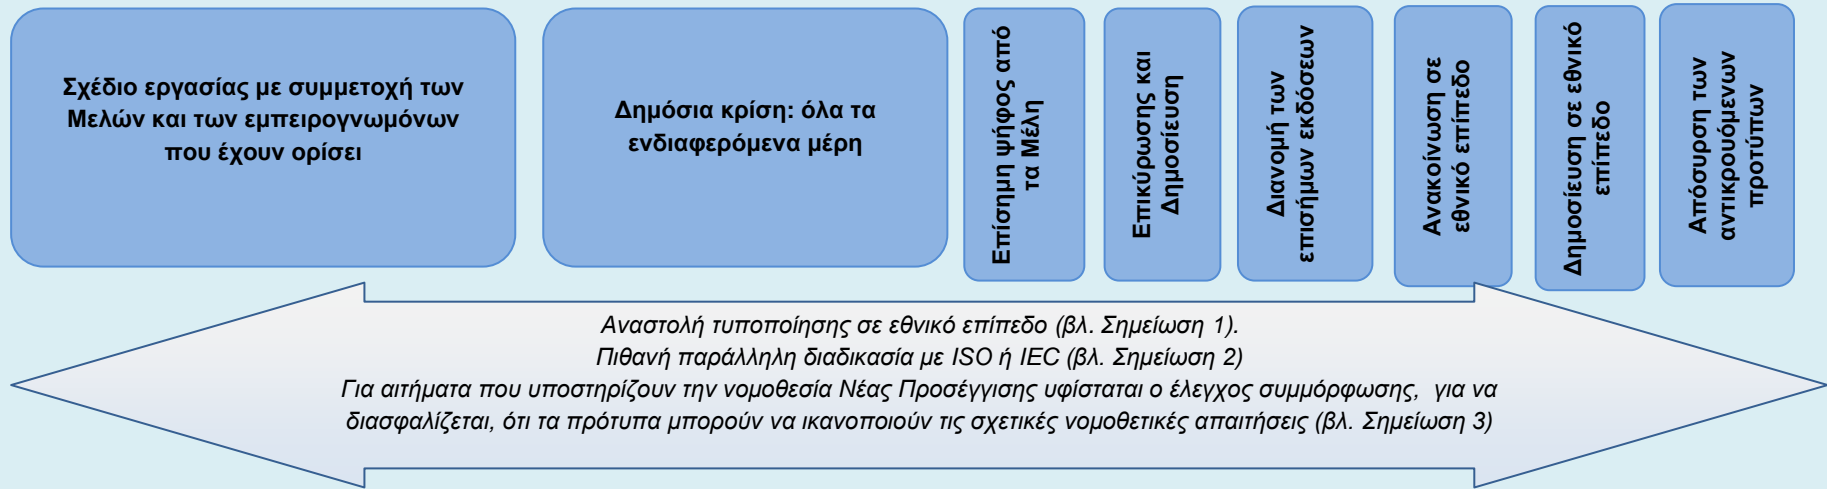 Σχέδιο εργασίας με συμμετοχή των
Μελών και των εμπειρογνωμόνων
που έχουν ορίσει
Δημόσια κρίση: όλα τα
ενδιαφερόμενα μέρη
Επίσημη ψήφος από
τα Μέλη
Επικύρωσης και
Δημοσίευση
Διανομή των
επισήμων εκδόσεων
Ανακοίνωση σε
εθνικό επίπεδο
Δημοσίευση σε εθνικό
επίπεδο
Απόσυρση των
αντικρουόμενων
προτύπων
Αναστολή τυποποίησης σε εθνικό επίπεδο (βλ. Σημείωση 1).
Πιθανή παράλληλη διαδικασία με ISO ή IEC (βλ. Σημείωση 2)
Για αιτήματα που υποστηρίζουν την νομοθεσία Νέας Προσέγγισης υφίσταται ο έλεγχος συμμόρφωσης, για να
διασφαλίζεται, ότι τα πρότυπα μπορούν να ικανοποιούν τις σχετικές νομοθετικές απαιτήσεις (βλ. Σημείωση 3)